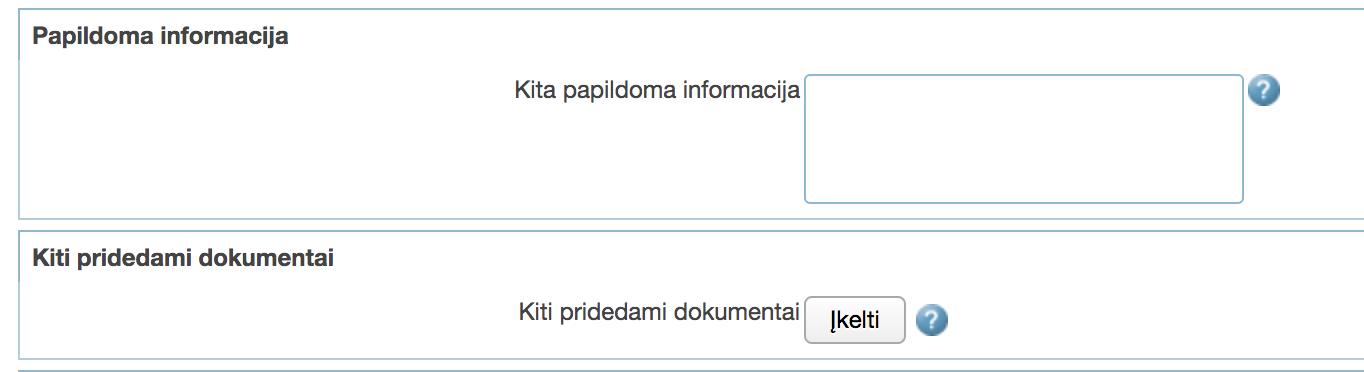 Papildoma informacija
Kita papildoma informacija
?
Kiti pridedami dokumentai
Kiti pridedami dokumentai Įkelti ?